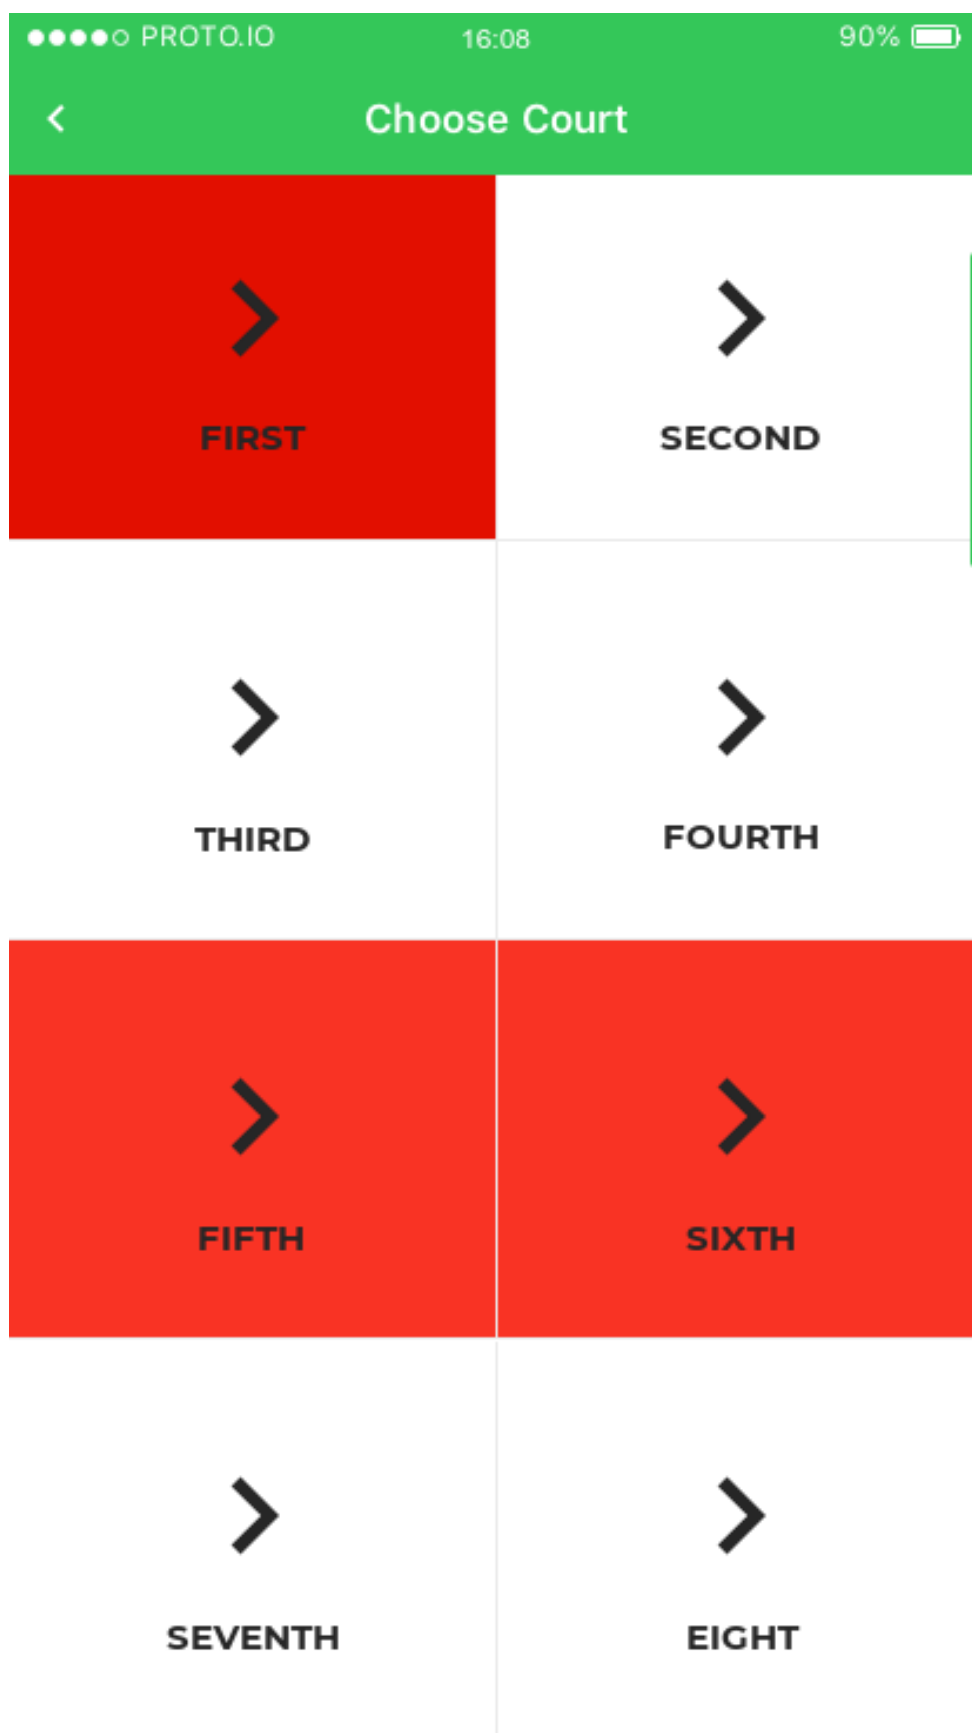 PROTO.IO 16:08 90%
Choose Court
FIRST SECOND
THIRD FOURTH
FIFTH SIXTH
SEVENTH EIGHT